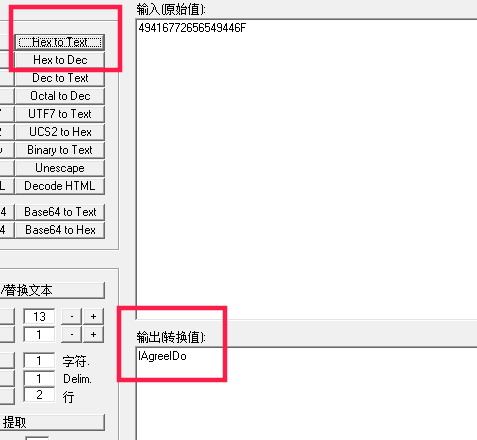 Hex to Text
Hex to Dec
Dec to Text
Octal to Dec
UTF7 to Text
UCS2 to Hex
Binary to Text
Unescape
Decode HTML
4 Base64 to Text
4 Base64 to Hex
/替换文本
13 - +
1 - +
1 字符.
1 Delim.
2 行
提取
输入(原始值):
49416772656549446F
输出(转换值):
IAgreeIDo